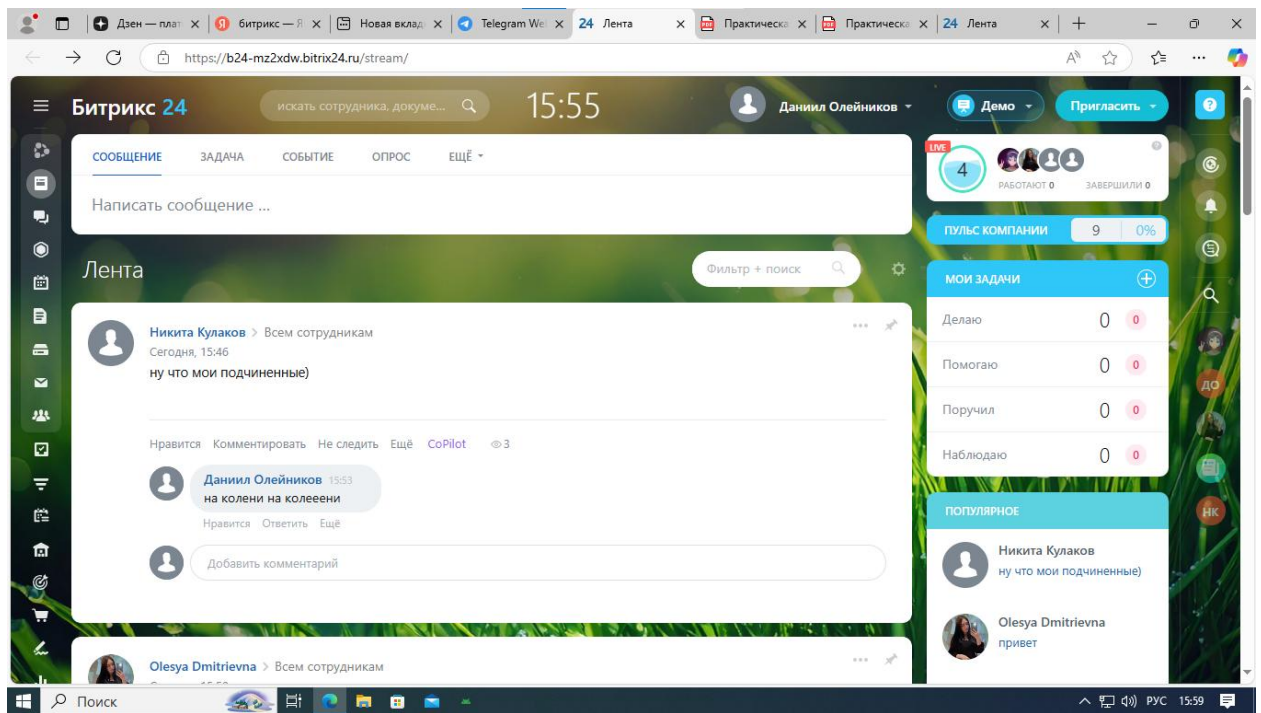 Дзен — плат
битрикс — Я
Новая вклад
Telegram We
24 Лента
Практическа
Практическа
24 Лента
https://b24-mz2xdw.bitrix24.ru/stream/
Битрикс 24
искать сотрудника, докуме...
15:55
Даниил Олейников
Демо
Пригласить
СООБЩЕНИЕ ЗАДАЧА СОБЫТИЕ ОПРОС ЕЩЁ
Написать сообщение ...
LIVE
4
РАБОТАЮТ 0 ЗАВЕРШИЛИ 0
ПУЛЬС КОМПАНИИ 9 0%
Лента
Фильтр + поиск
МОИ ЗАДАЧИ
Делаю 0 0
Помогаю 0 0
Поручил 0 0
Наблюдаю 0 0
Никита Кулаков > Всем сотрудникам
Сегодня, 15:46
ну что мои подчиненные)
Нравится Комментировать Не следить Ещё CoPilot 3
Даниил Олейников 15:53
на колени на колееени
Нравится Ответить Ещё
Добавить комментарий
ПОПУЛЯРНОЕ
Никита Кулаков
ну что мои подчиненные)
Olesya Dmitrievna
привет
Olesya Dmitrievna > Всем сотрудникам
ДО
НК
Поиск
РУС 15:59